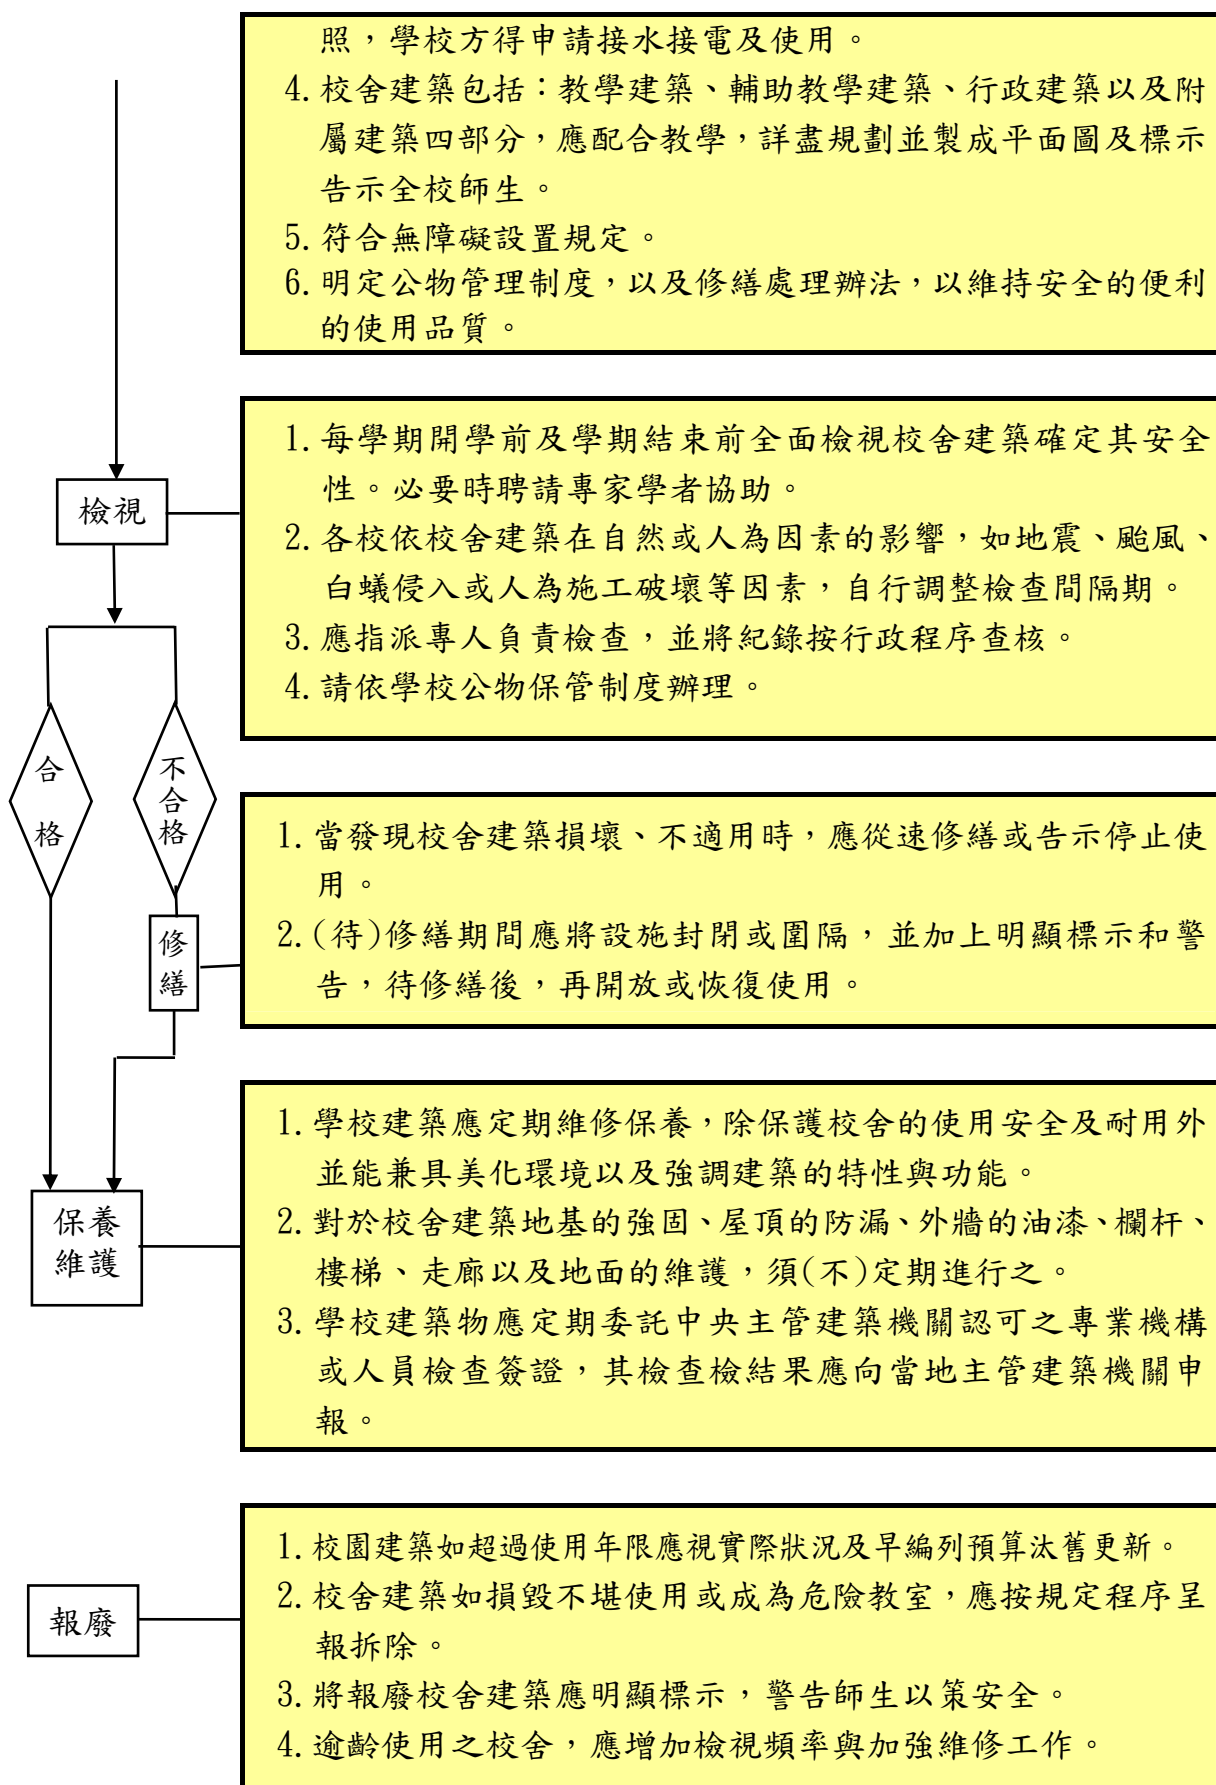 照，學校方得申請接水接電及使用。
4.校舍建築包括：教學建築、輔助教學建築、行政建築以及附
屬建築四部分，應配合教學，詳盡規劃並製成平面圖及標示
告示全校師生。
5.符合無障礙設置規定。
6.明定公物管理制度，以及修繕處理辦法，以維持安全的便利
的使用品質。
檢視
1.每學期開學前及學期結束前全面檢視校舍建築確定其安全
性。必要時聘請專家學者協助。
2.各校依校舍建築在自然或人為因素的影響，如地震、颱風、
白蟻侵入或人為施工破壞等因素，自行調整檢查間隔期。
3.應指派專人負責檢查，並將紀錄按行政程序查核。
4.請依學校公物保管制度辦理。
合
格
不
合
格
修
繕
1.當發現校舍建築損壞、不適用時，應從速修繕或告示停止使
用。
2.(待)修繕期間應將設施封閉或圍隔，並加上明顯標示和警
告，待修繕後，再開放或恢復使用。
保養
維護
1.學校建築應定期維修保養，除保護校舍的使用安全及耐用外
並能兼具美化環境以及強調建築的特性與功能。
2.對於校舍建築地基的強固、屋頂的防漏、外牆的油漆、欄杆、
樓梯、走廊以及地面的維護，須(不)定期進行之。
3.學校建築物應定期委託中央主管建築機關認可之專業機構
或人員檢查簽證，其檢查檢結果應向當地主管建築機關申
報。
報廢
1.校園建築如超過使用年限應視實際狀況及早編列預算汰舊更新。
2.校舍建築如損毀不堪使用或成為危險教室，應按規定程序呈
報拆除。
3.將報廢校舍建築應明顯標示，警告師生以策安全。
4.逾齡使用之校舍，應增加檢視頻率與加強維修工作。